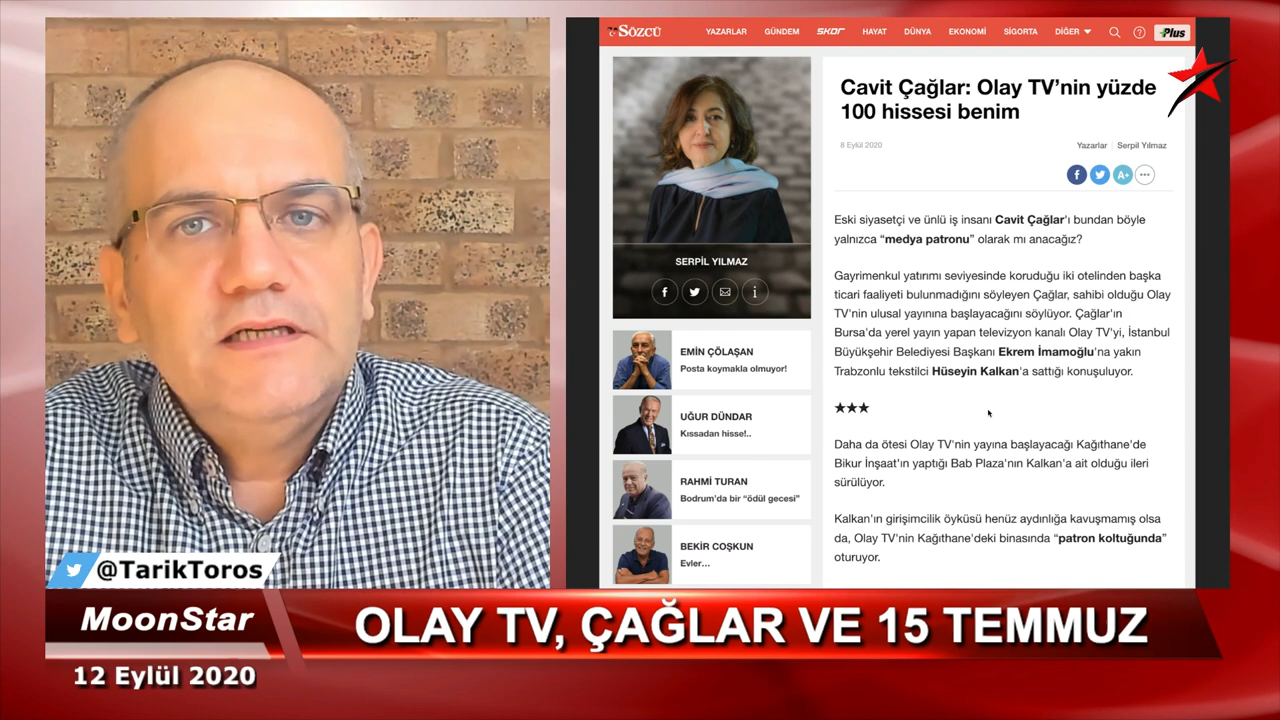 @TarikToros
MoonStar
OLAY TV, ÇAĞLAR VE 15 TEMMUZ
12 Eylül 2020
SÖZCÜ
YAZARLAR GÜNDEM SKOR HAYAT DÜNYA EKONOMİ SİGORTA DİĞER Plus
SERPİL YILMAZ
EMİN ÇÖLAŞAN
Posta koymakla olmuyor!
UĞUR DÜNDAR
Kıssadan hisse!..
RAHMİ TURAN
Bodrum'da bir “ödül gecesi”
BEKİR COŞKUN
Evler…
Cavit Çağlar: Olay TV’nin yüzde
100 hissesi benim
8 Eylül 2020
Yazarlar Serpil Yılmaz
A+
Eski siyasetçi ve ünlü iş insanı Cavit Çağlar'ı bundan böyle
yalnızca “medya patronu” olarak mı anacağız?
Gayrimenkul yatırımı seviyesinde koruduğu iki otelinden başka
ticari faaliyeti bulunmadığını söyleyen Çağlar, sahibi olduğu Olay
TV'nin ulusal yayınına başlayacağını söylüyor. Çağlar'ın
Bursa'da yerel yayın yapan televizyon kanalı Olay TV'yi, İstanbul
Büyükşehir Belediyesi Başkanı Ekrem İmamoğlu'na yakın
Trabzonlu tekstilci Hüseyin Kalkan'a sattığı konuşuluyor.
★★★
Daha da ötesi Olay TV'nin yayına başlayacağı Kağıthane'de
Bikur İnşaat'ın yaptığı Bab Plaza'nın Kalkan'a ait olduğu ileri
sürülüyor.
Kalkan'ın girişimcilik öyküsü henüz aydınlığa kavuşmamış olsa
da, Olay TV'nin Kağıthane'deki binasında “patron koltuğunda”
oturuyor.